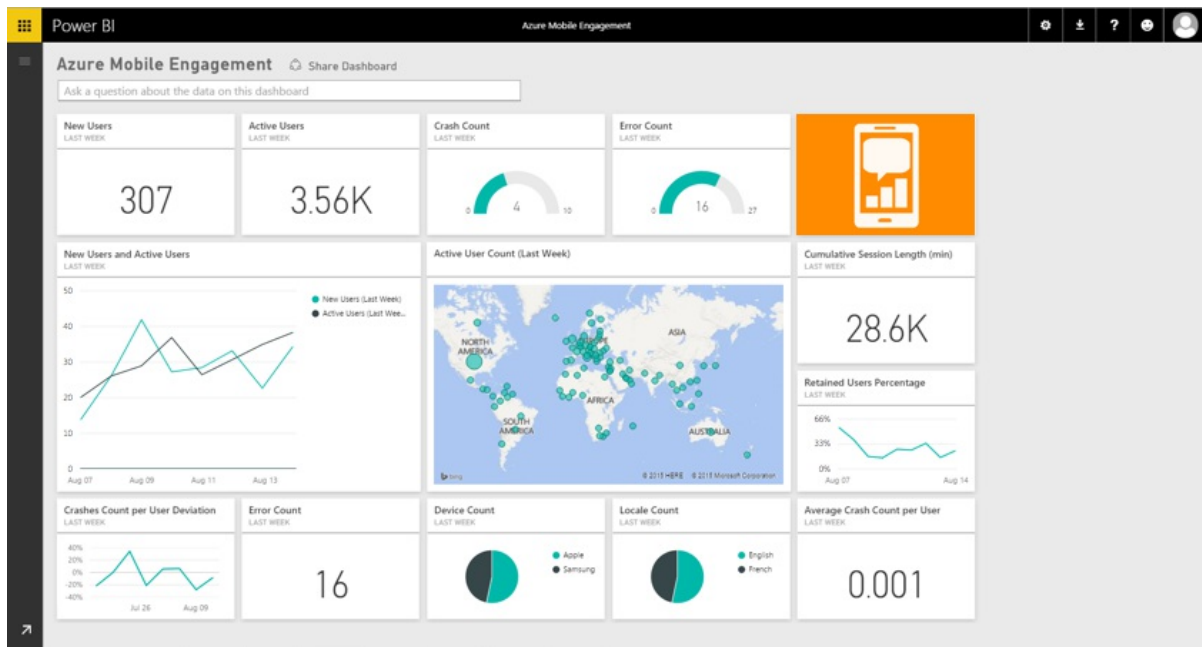 Power BI
Azure Mobile Engagement
?
Azure Mobile Engagement
Share Dashboard
Ask a question about the data on this dashboard
New Users
LAST WEEK
307
Active Users
LAST WEEK
3.56K
Crash Count
LAST WEEK
4
0
10
Error Count
LAST WEEK
16
0
27
New Users and Active Users
LAST WEEK
50
40
30
20
10
0
Aug 07
Aug 09
Aug 11
Aug 13
New Users (Last Week)
Active Users (Last Wee...
Active User Count (Last Week)
NORTH
AMERICA
EUROPE
ASIA
AFRICA
SOUTH
AMERICA
AUSTRALIA
bing
© 2015 HERE © 2015 Microsoft Corporation
Cumulative Session Length (min)
LAST WEEK
28.6K
Retained Users Percentage
LAST WEEK
66%
33%
0%
Aug 07
Aug 14
Crashes Count per User Deviation
LAST WEEK
40%
20%
0%
-20%
-40%
Jul 26
Aug 09
Error Count
LAST WEEK
16
Device Count
LAST WEEK
Apple
Samsung
Locale Count
LAST WEEK
English
French
Average Crash Count per User
LAST WEEK
0.001